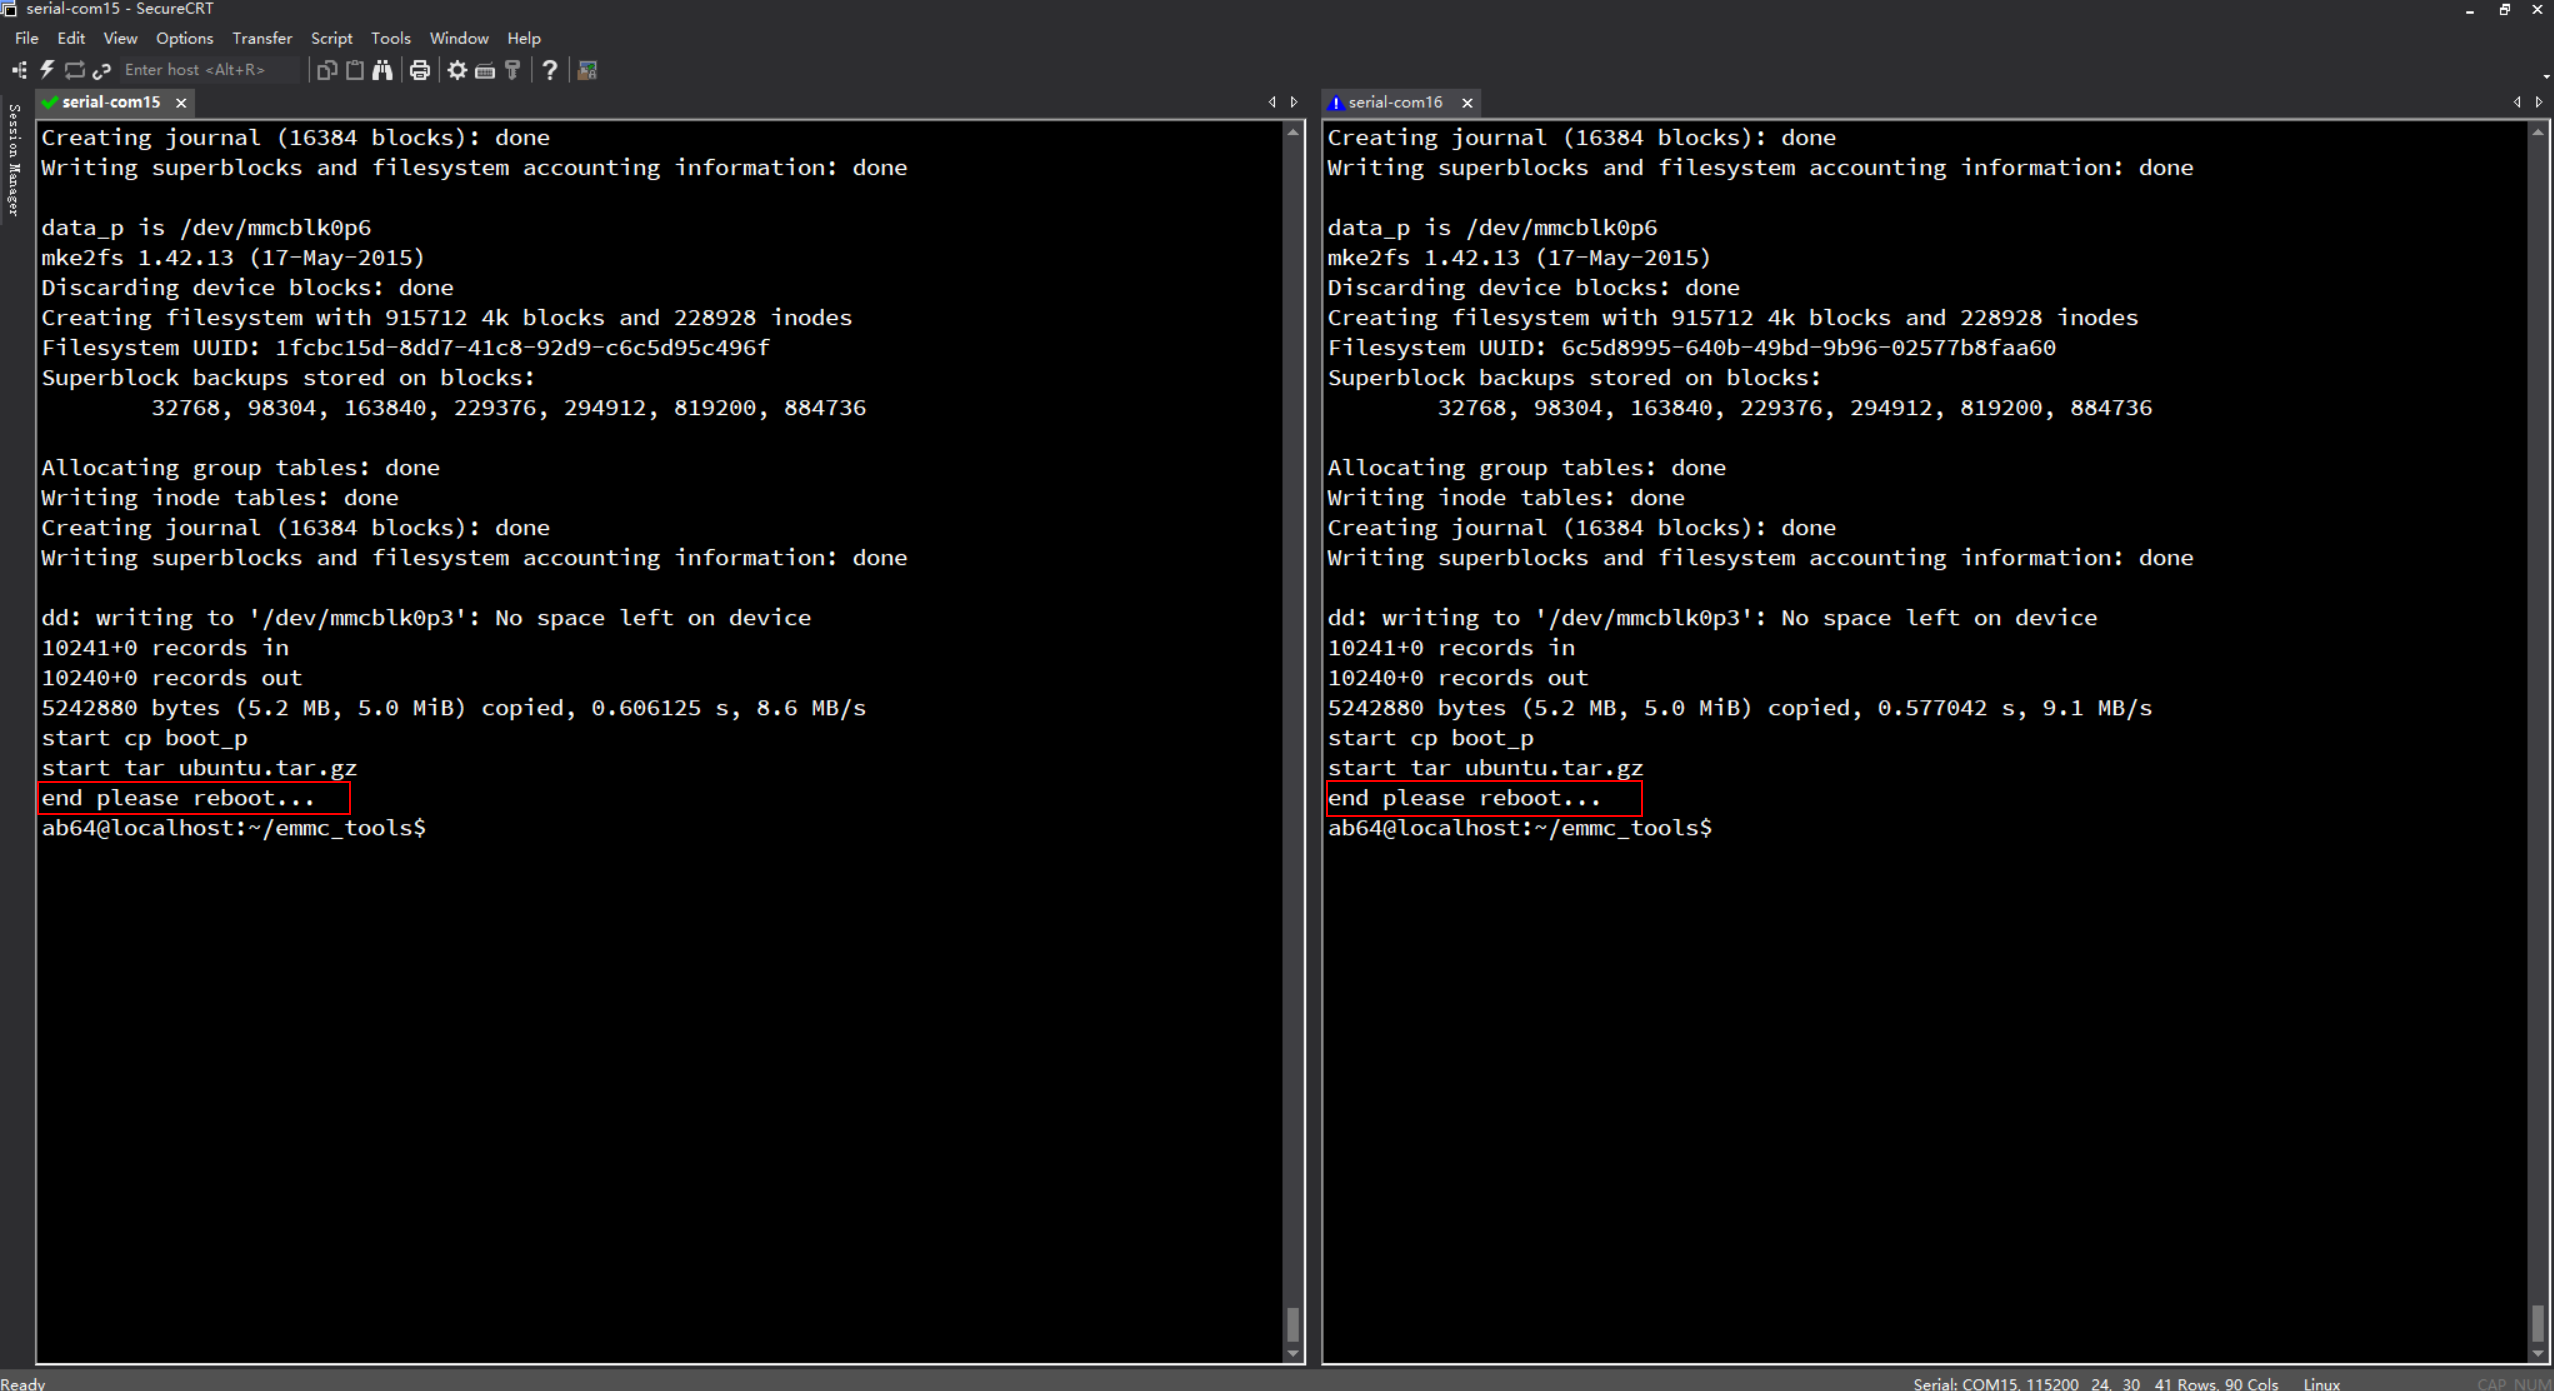 serial-com15 - SecureCRT
File Edit View Options Transfer Script Tools Window Help
Enter host <Alt+R>
Session Manager
serial-com15
Creating journal (16384 blocks): done
Writing superblocks and filesystem accounting information: done
data_p is /dev/mmcblk0p6
mke2fs 1.42.13 (17-May-2015)
Discarding device blocks: done
Creating filesystem with 915712 4k blocks and 228928 inodes
Filesystem UUID: 1fcbc15d-8dd7-41c8-92d9-c6c5d95c496f
Superblock backups stored on blocks:
32768, 98304, 163840, 229376, 294912, 819200, 884736
Allocating group tables: done
Writing inode tables: done
Creating journal (16384 blocks): done
Writing superblocks and filesystem accounting information: done
dd: writing to '/dev/mmcblk0p3': No space left on device
10241+0 records in
10240+0 records out
5242880 bytes (5.2 MB, 5.0 MiB) copied, 0.606125 s, 8.6 MB/s
start cp boot_p
start tar ubuntu.tar.gz
end please reboot...
ab64@localhost:~/emmc_tools$
serial-com16
Creating journal (16384 blocks): done
Writing superblocks and filesystem accounting information: done
data_p is /dev/mmcblk0p6
mke2fs 1.42.13 (17-May-2015)
Discarding device blocks: done
Creating filesystem with 915712 4k blocks and 228928 inodes
Filesystem UUID: 6c5d8995-640b-49bd-9b96-02577b8faa60
Superblock backups stored on blocks:
32768, 98304, 163840, 229376, 294912, 819200, 884736
Allocating group tables: done
Writing inode tables: done
Creating journal (16384 blocks): done
Writing superblocks and filesystem accounting information: done
dd: writing to '/dev/mmcblk0p3': No space left on device
10241+0 records in
10240+0 records out
5242880 bytes (5.2 MB, 5.0 MiB) copied, 0.577042 s, 9.1 MB/s
start cp boot_p
start tar ubuntu.tar.gz
end please reboot...
ab64@localhost:~/emmc_tools$
Ready Serial: COM15, 115200 24, 30 41 Rows, 90 Cols Linux CAP NUM